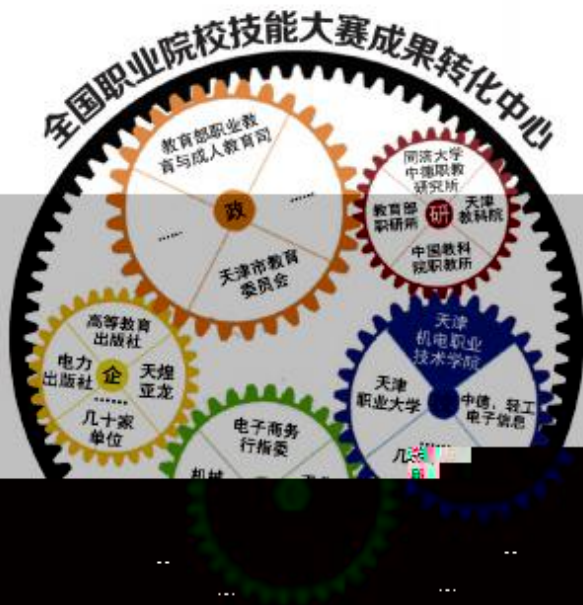 全国职业院校技能大赛成果转化中心
教育部职业教
育与成人教育司
政
......
......
天津市教育
委员会
同济大学
中德职教
研究所
教育部
职研所
研
天津
教科院
中国教科
院职教所
高等教育
出版社
电力
出版社
企
天煌
亚龙
......
几十家
单位
天津
机电职业
技术学院
天津
职业大学
中德，轻工
电子信息
......
电子商务
行指委
机械